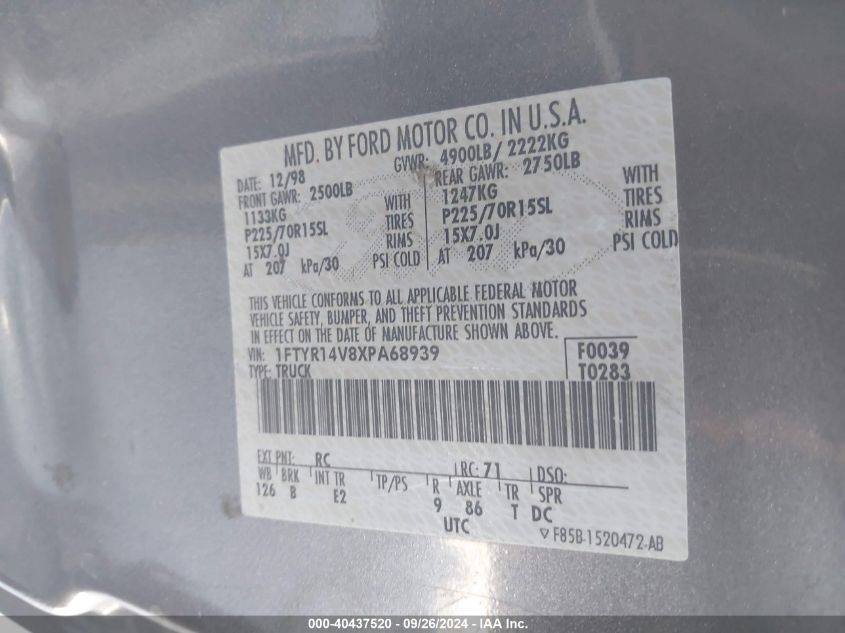 MFD. BY FORD MOTOR CO. IN U.S.A.
DATE: 12/98 GVWR: 4900LB/ 2222KG
FRONT GAWR: 2500LB REAR GAWR: 2750LB
1133KG WITH 1247KG WITH
P225/70R15SL TIRES P225/70R15SL TIRES
15X7.0J RIMS 15X7.0J RIMS
AT 207 kPa/30 PSI COLD AT 207 kPa/30 PSI COLD
THIS VEHICLE CONFORMS TO ALL APPLICABLE FEDERAL MOTOR
VEHICLE SAFETY, BUMPER, AND THEFT PREVENTION STANDARDS
IN EFFECT ON THE DATE OF MANUFACTURE SHOWN ABOVE.
VIN: 1FTYR14V8XPA68939 F0039
TYPE: TRUCK T0283
EXT PNT: RC RC: 71 DSO:
WB BRK INT TR TP/PS R AXLE TR SPR
126 B E2 9 86 T DC
UTC
▽ F85B-1520472-AB
000-40437520 - 09/26/2024 - IAA Inc.